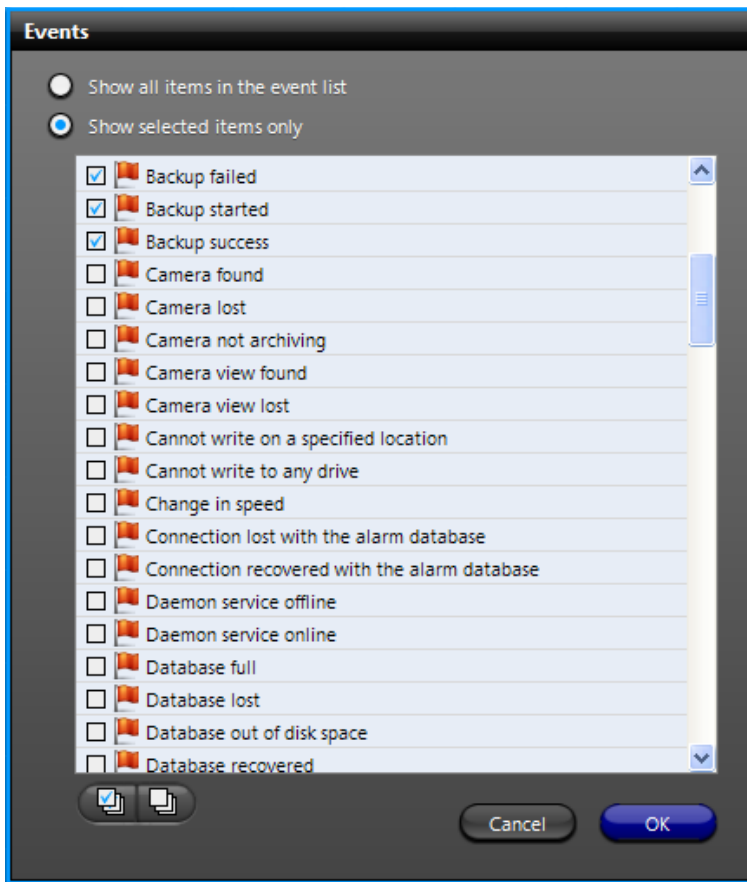 Events
Show all items in the event list
Show selected items only
Backup failed
Backup started
Backup success
Camera found
Camera lost
Camera not archiving
Camera view found
Camera view lost
Cannot write on a specified location
Cannot write to any drive
Change in speed
Connection lost with the alarm database
Connection recovered with the alarm database
Daemon service offline
Daemon service online
Database full
Database lost
Database out of disk space
Database recovered
Cancel OK